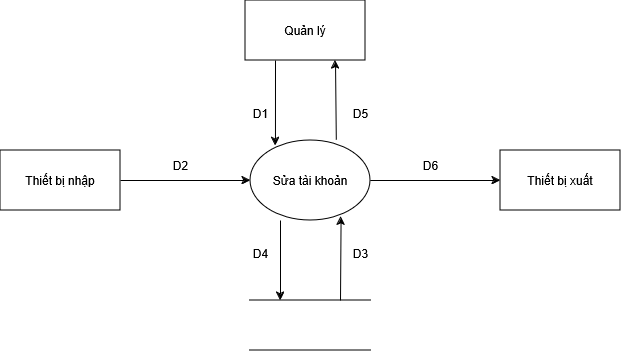 Quản lý
D1
D5
Thiết bị nhập
D2
Sửa tài khoản
D6
Thiết bị xuất
D4
D3